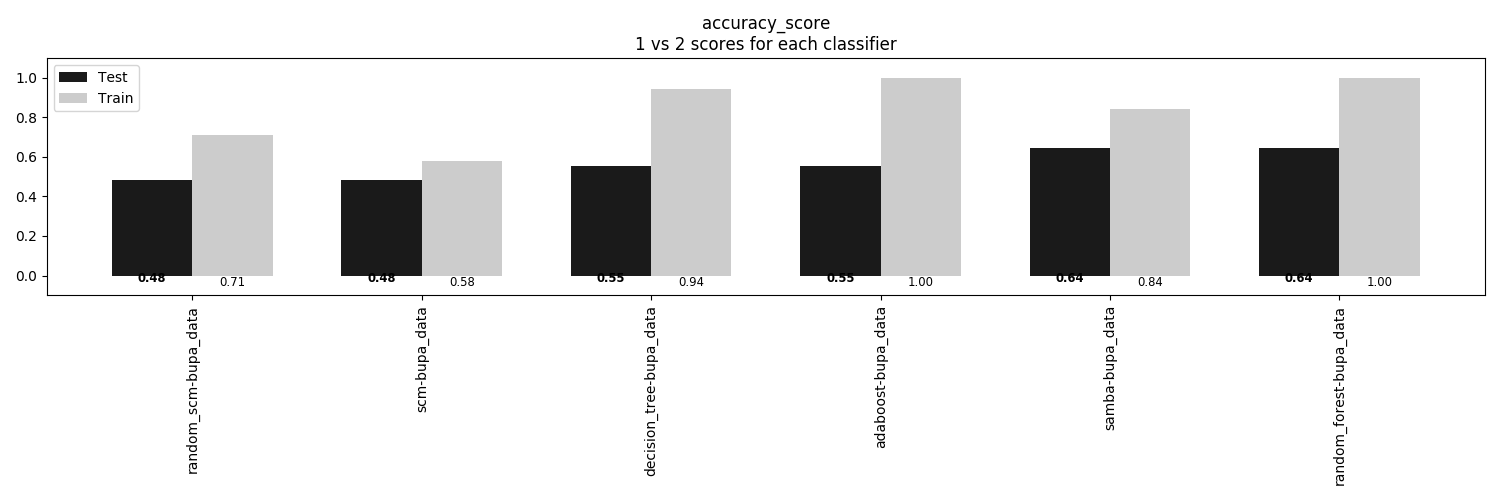 accuracy_score
1 vs 2 scores for each classifier
Test
Train
1.0
0.8
0.6
0.4
0.2
0.0
0.48 0.71 0.48 0.58 0.55 0.94 0.55 1.00 0.64 0.84 0.64 1.00
random_scm-bupa_data
scm-bupa_data
decision_tree-bupa_data
adaboost-bupa_data
samba-bupa_data
random_forest-bupa_data